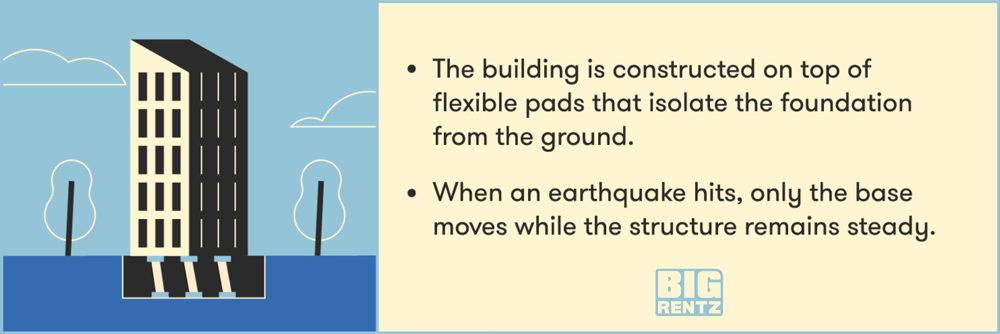 • The building is constructed on top of
flexible pads that isolate the foundation
from the ground.
• When an earthquake hits, only the base
moves while the structure remains steady.
BIG
RENTZ